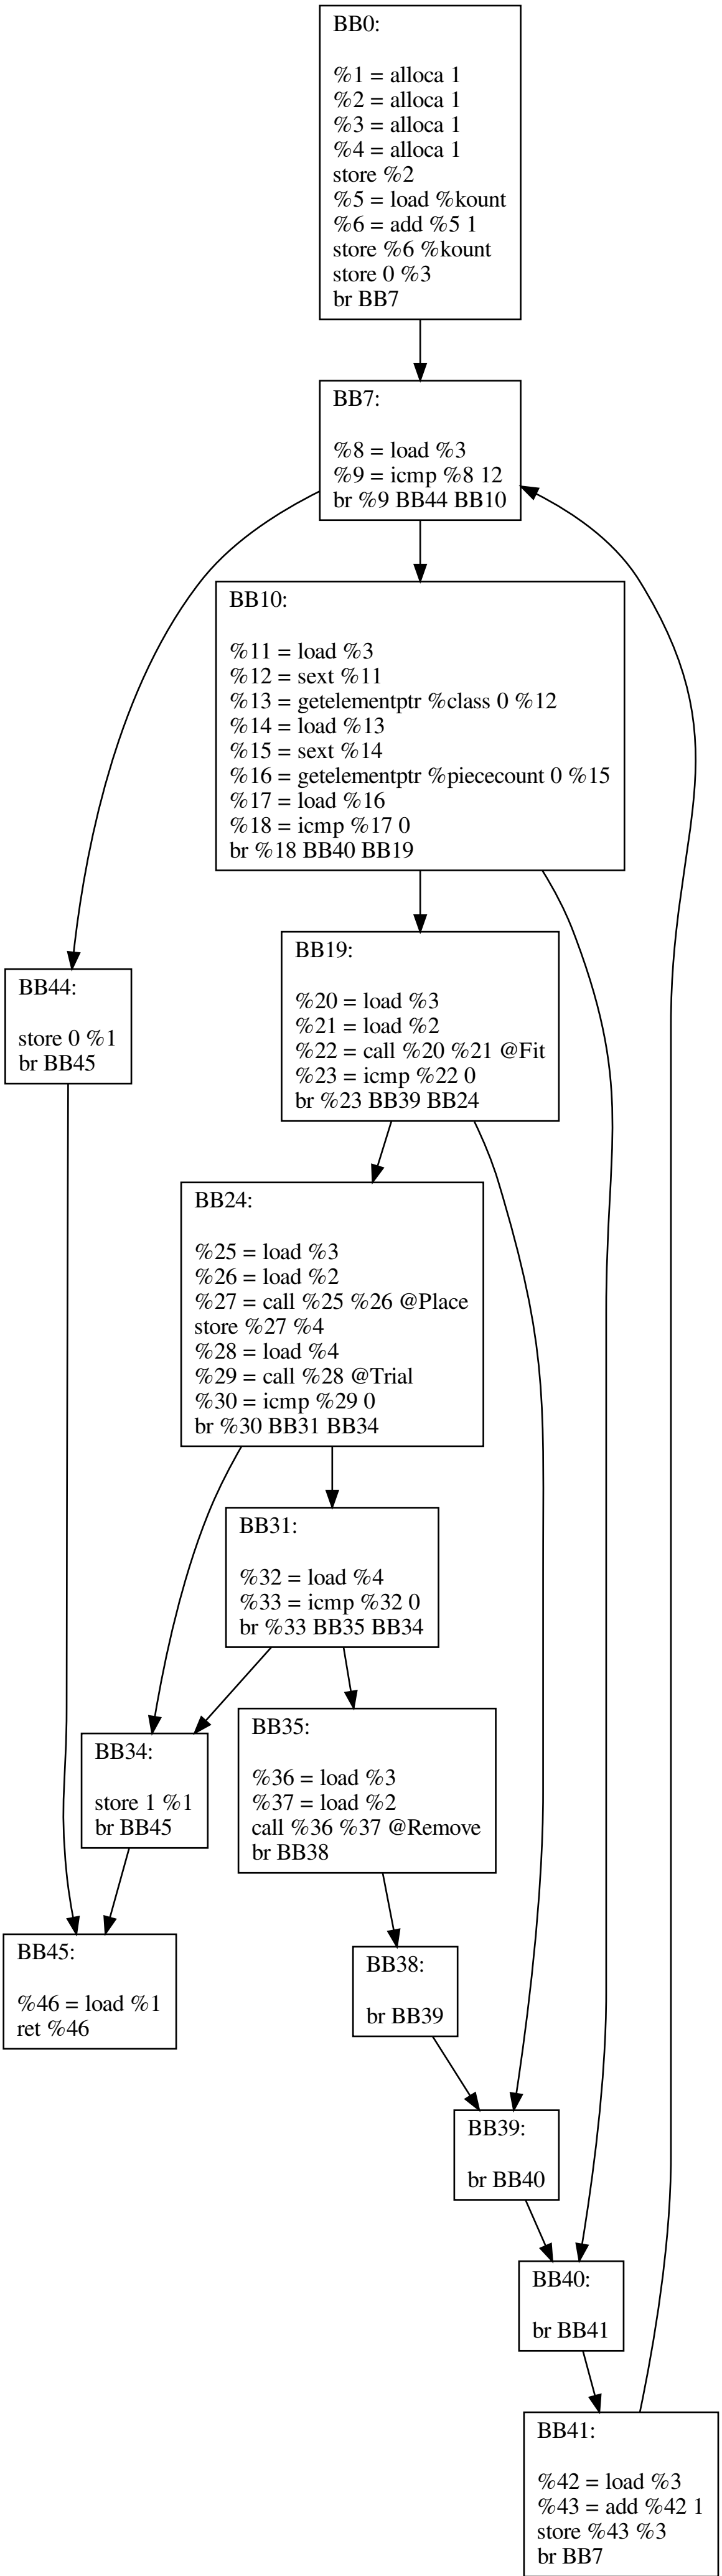 BB0:
%1 = alloca 1
%2 = alloca 1
%3 = alloca 1
%4 = alloca 1
store %2
%5 = load %kount
%6 = add %5 1
store %6 %kount
store 0 %3
br BB7
BB7:
%8 = load %3
%9 = icmp %8 12
br %9 BB44 BB10
BB10:
%11 = load %3
%12 = sext %11
%13 = getelementptr %class 0 %12
%14 = load %13
%15 = sext %14
%16 = getelementptr %piececount 0 %15
%17 = load %16
%18 = icmp %17 0
br %18 BB40 BB19
BB19:
%20 = load %3
%21 = load %2
%22 = call %20 %21 @Fit
%23 = icmp %22 0
br %23 BB39 BB24
BB44:
store 0 %1
br BB45
BB24:
%25 = load %3
%26 = load %2
%27 = call %25 %26 @Place
store %27 %4
%28 = load %4
%29 = call %28 @Trial
%30 = icmp %29 0
br %30 BB31 BB34
BB31:
%32 = load %4
%33 = icmp %32 0
br %33 BB35 BB34
BB35:
%36 = load %3
%37 = load %2
call %36 %37 @Remove
br BB38
BB34:
store 1 %1
br BB45
BB45:
%46 = load %1
ret %46
BB38:
br BB39
BB39:
br BB40
BB40:
br BB41
BB41:
%42 = load %3
%43 = add %42 1
store %43 %3
br BB7